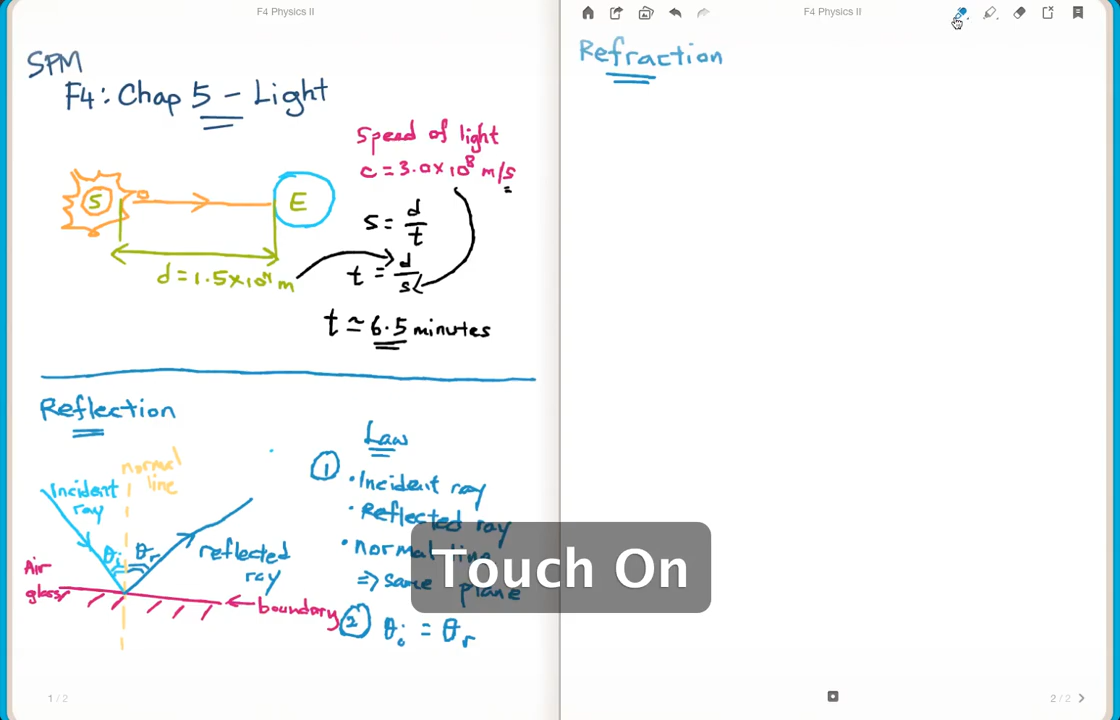 F4 Physics II
SPM
F4: Chap 5 - Light
Speed of light
c = 3.0×10⁸ m/s
S
E
s = d/t
d = 1.5×10¹¹ m
t = d/s
t ≃ 6.5 minutes
Reflection
normal
line
Incident
ray
θi
θr
reflected
ray
Air
glass
boundary
Law
① • Incident ray
• Reflected ray
• normal line
=> same plane
② θi = θr
1 / 2
F4 Physics II
Refraction
2 / 2
Touch On